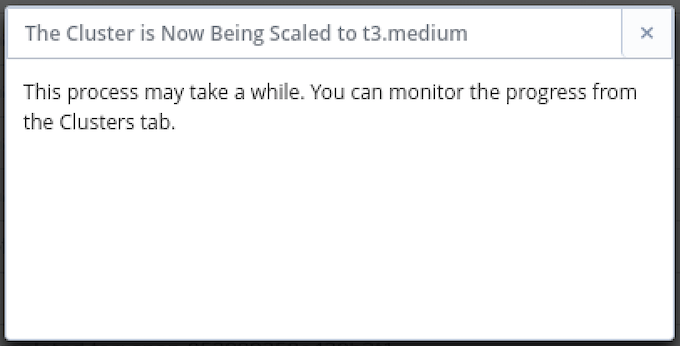 The Cluster is Now Being Scaled to t3.medium
This process may take a while. You can monitor the progress from
the Clusters tab.